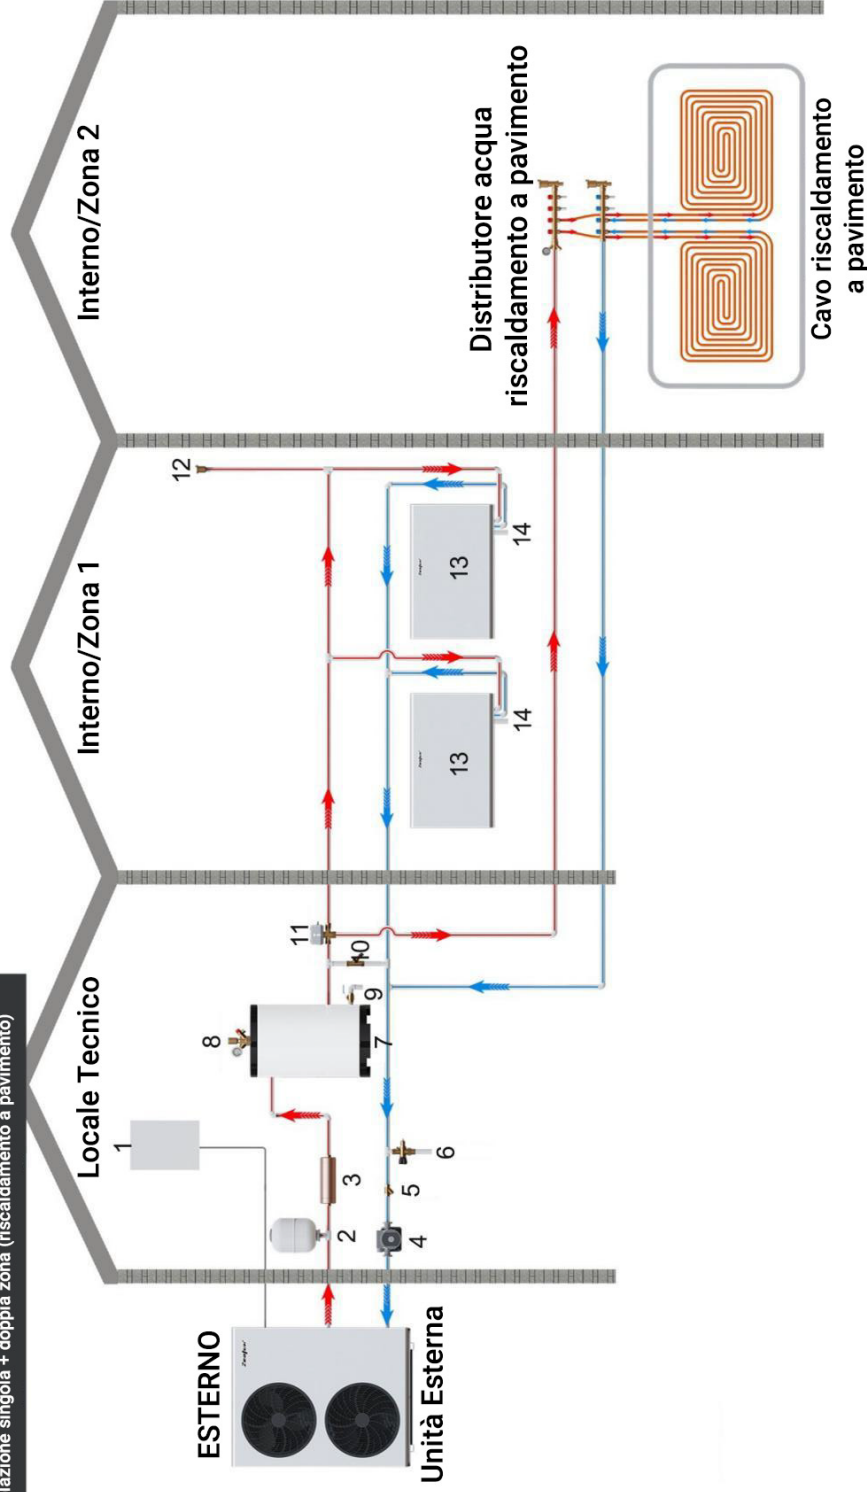 singola + doppia zona (riscaldamento a pavimento)
Locale Tecnico
Interno/Zona 1
Interno/Zona 2
ESTERNO
Unità Esterna
1
2
3
4
5
6
7
8
9
10
11
12
13
14
13
14
Distributore acqua
riscaldamento a pavimento
Cavo riscaldamento
a pavimento